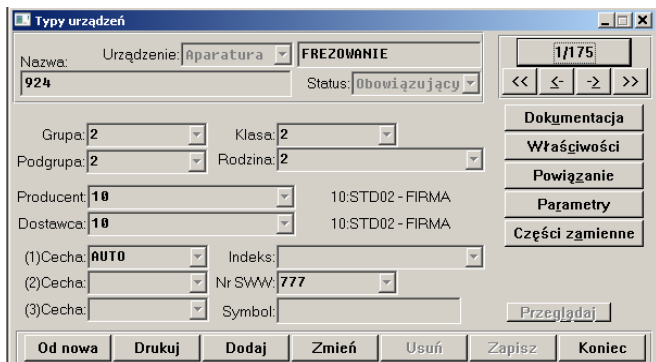 Typy urządzeń
Urządzenie: Aparatura FREZOWANIE
1/175
Nazwa:
924
Status: Obowiązujący
<< <- -> >>
Dokumentacja
Grupa: 2 Klasa: 2
Właściwości
Podgrupa: 2 Rodzina: 2
Powiązanie
Producent: 10 10:STD02 - FIRMA
Parametry
Dostawca: 10 10:STD02 - FIRMA
Części zamienne
(1)Cecha: AUTO Indeks:
(2)Cecha: Nr SWW: 777
(3)Cecha: Symbol:
Przeglądaj
Od nowa Drukuj Dodaj Zmień Usuń Zapisz Koniec